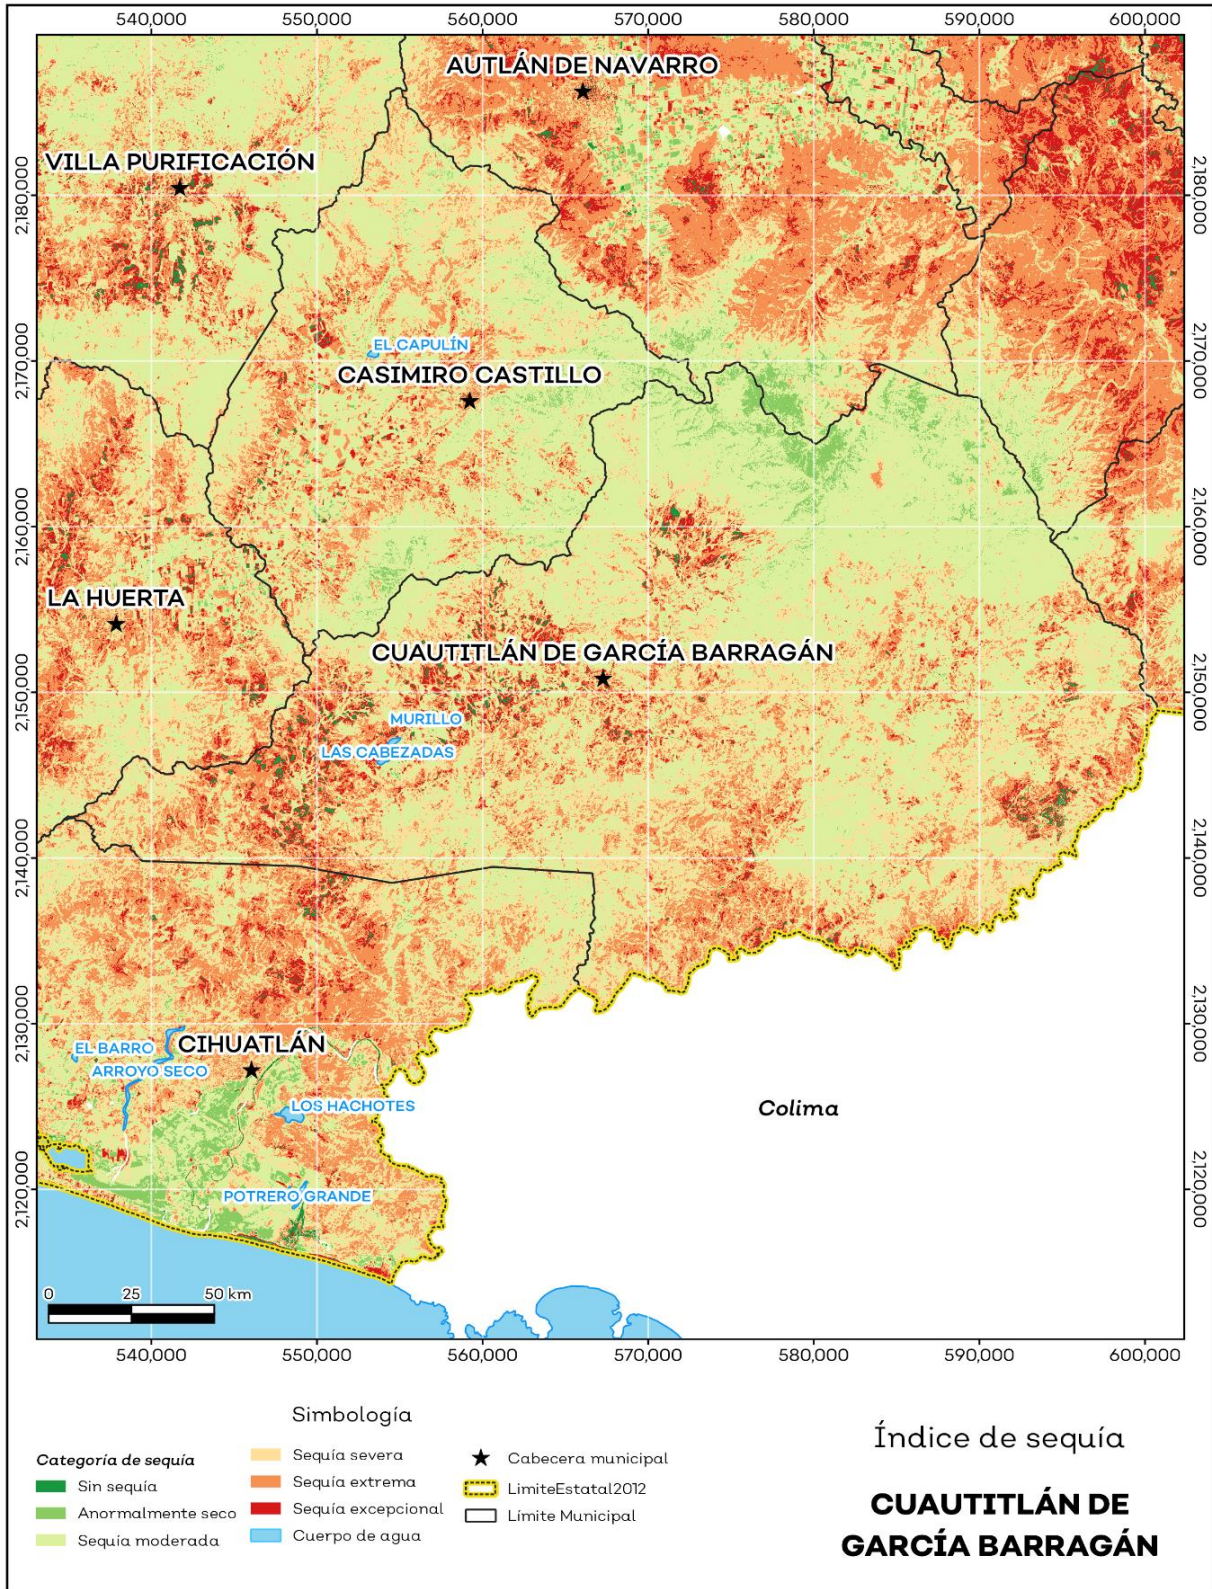 540,000 550,000 560,000 570,000 580,000 590,000 600,000
AUTLÁN DE NAVARRO
VILLA PURIFICACIÓN
2,180,000 2,180,000
EL CAPULÍN
2,170,000 2,170,000
CASIMIRO CASTILLO
2,160,000 2,160,000
LA HUERTA
CUAUTITLÁN DE GARCÍA BARRAGÁN
2,150,000 2,150,000
MURILLO
LAS CABEZADAS
2,140,000 2,140,000
2,130,000 2,130,000
CIHUATLÁN
EL BARRO
ARROYO SECO
LOS HACHOTES
Colima
2,120,000 2,120,000
POTRERO GRANDE
0 25 50 km
540,000 550,000 560,000 570,000 580,000 590,000 600,000
Simbología
Categoría de sequía
Sin sequía
Anormalmente seco
Sequía moderada
Sequía severa
Sequía extrema
Sequía excepcional
Cuerpo de agua
Cabecera municipal
LimiteEstatal2012
Límite Municipal
Índice de sequía
CUAUTITLÁN DE
GARCÍA BARRAGÁN